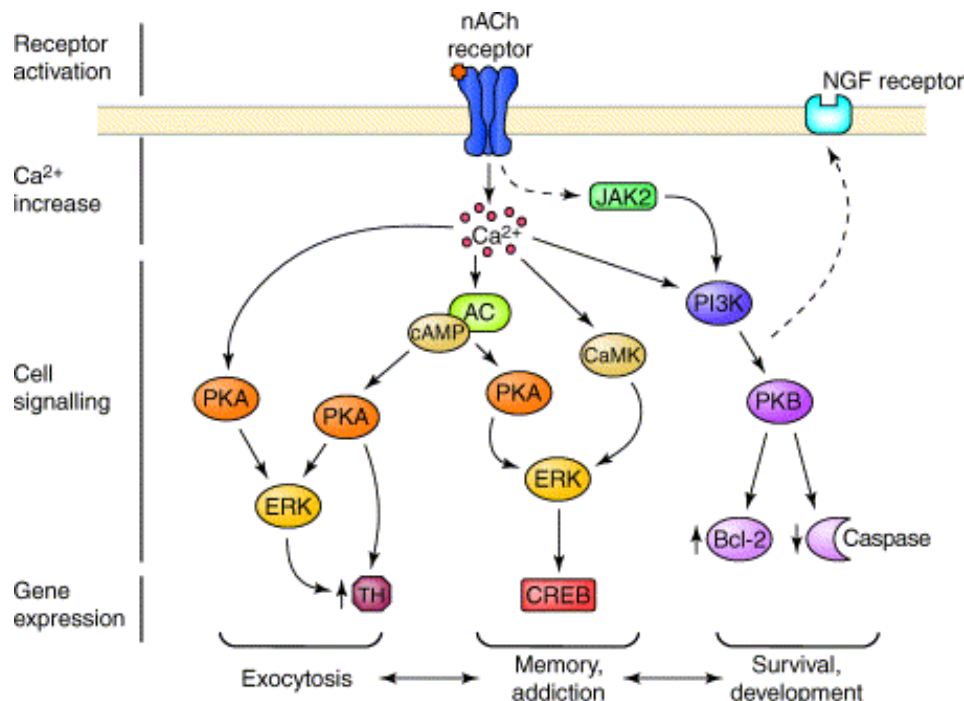 Receptor
activation
nACh
receptor
NGF receptor
Ca²⁺
increase
JAK2
Ca²⁺
PI3K
AC
cAMP
CaMK
Cell
signalling
PKA
PKA
PKA
PKB
ERK
ERK
Bcl-2
Caspase
Gene
expression
TH
CREB
Exocytosis
Memory,
addiction
Survival,
development